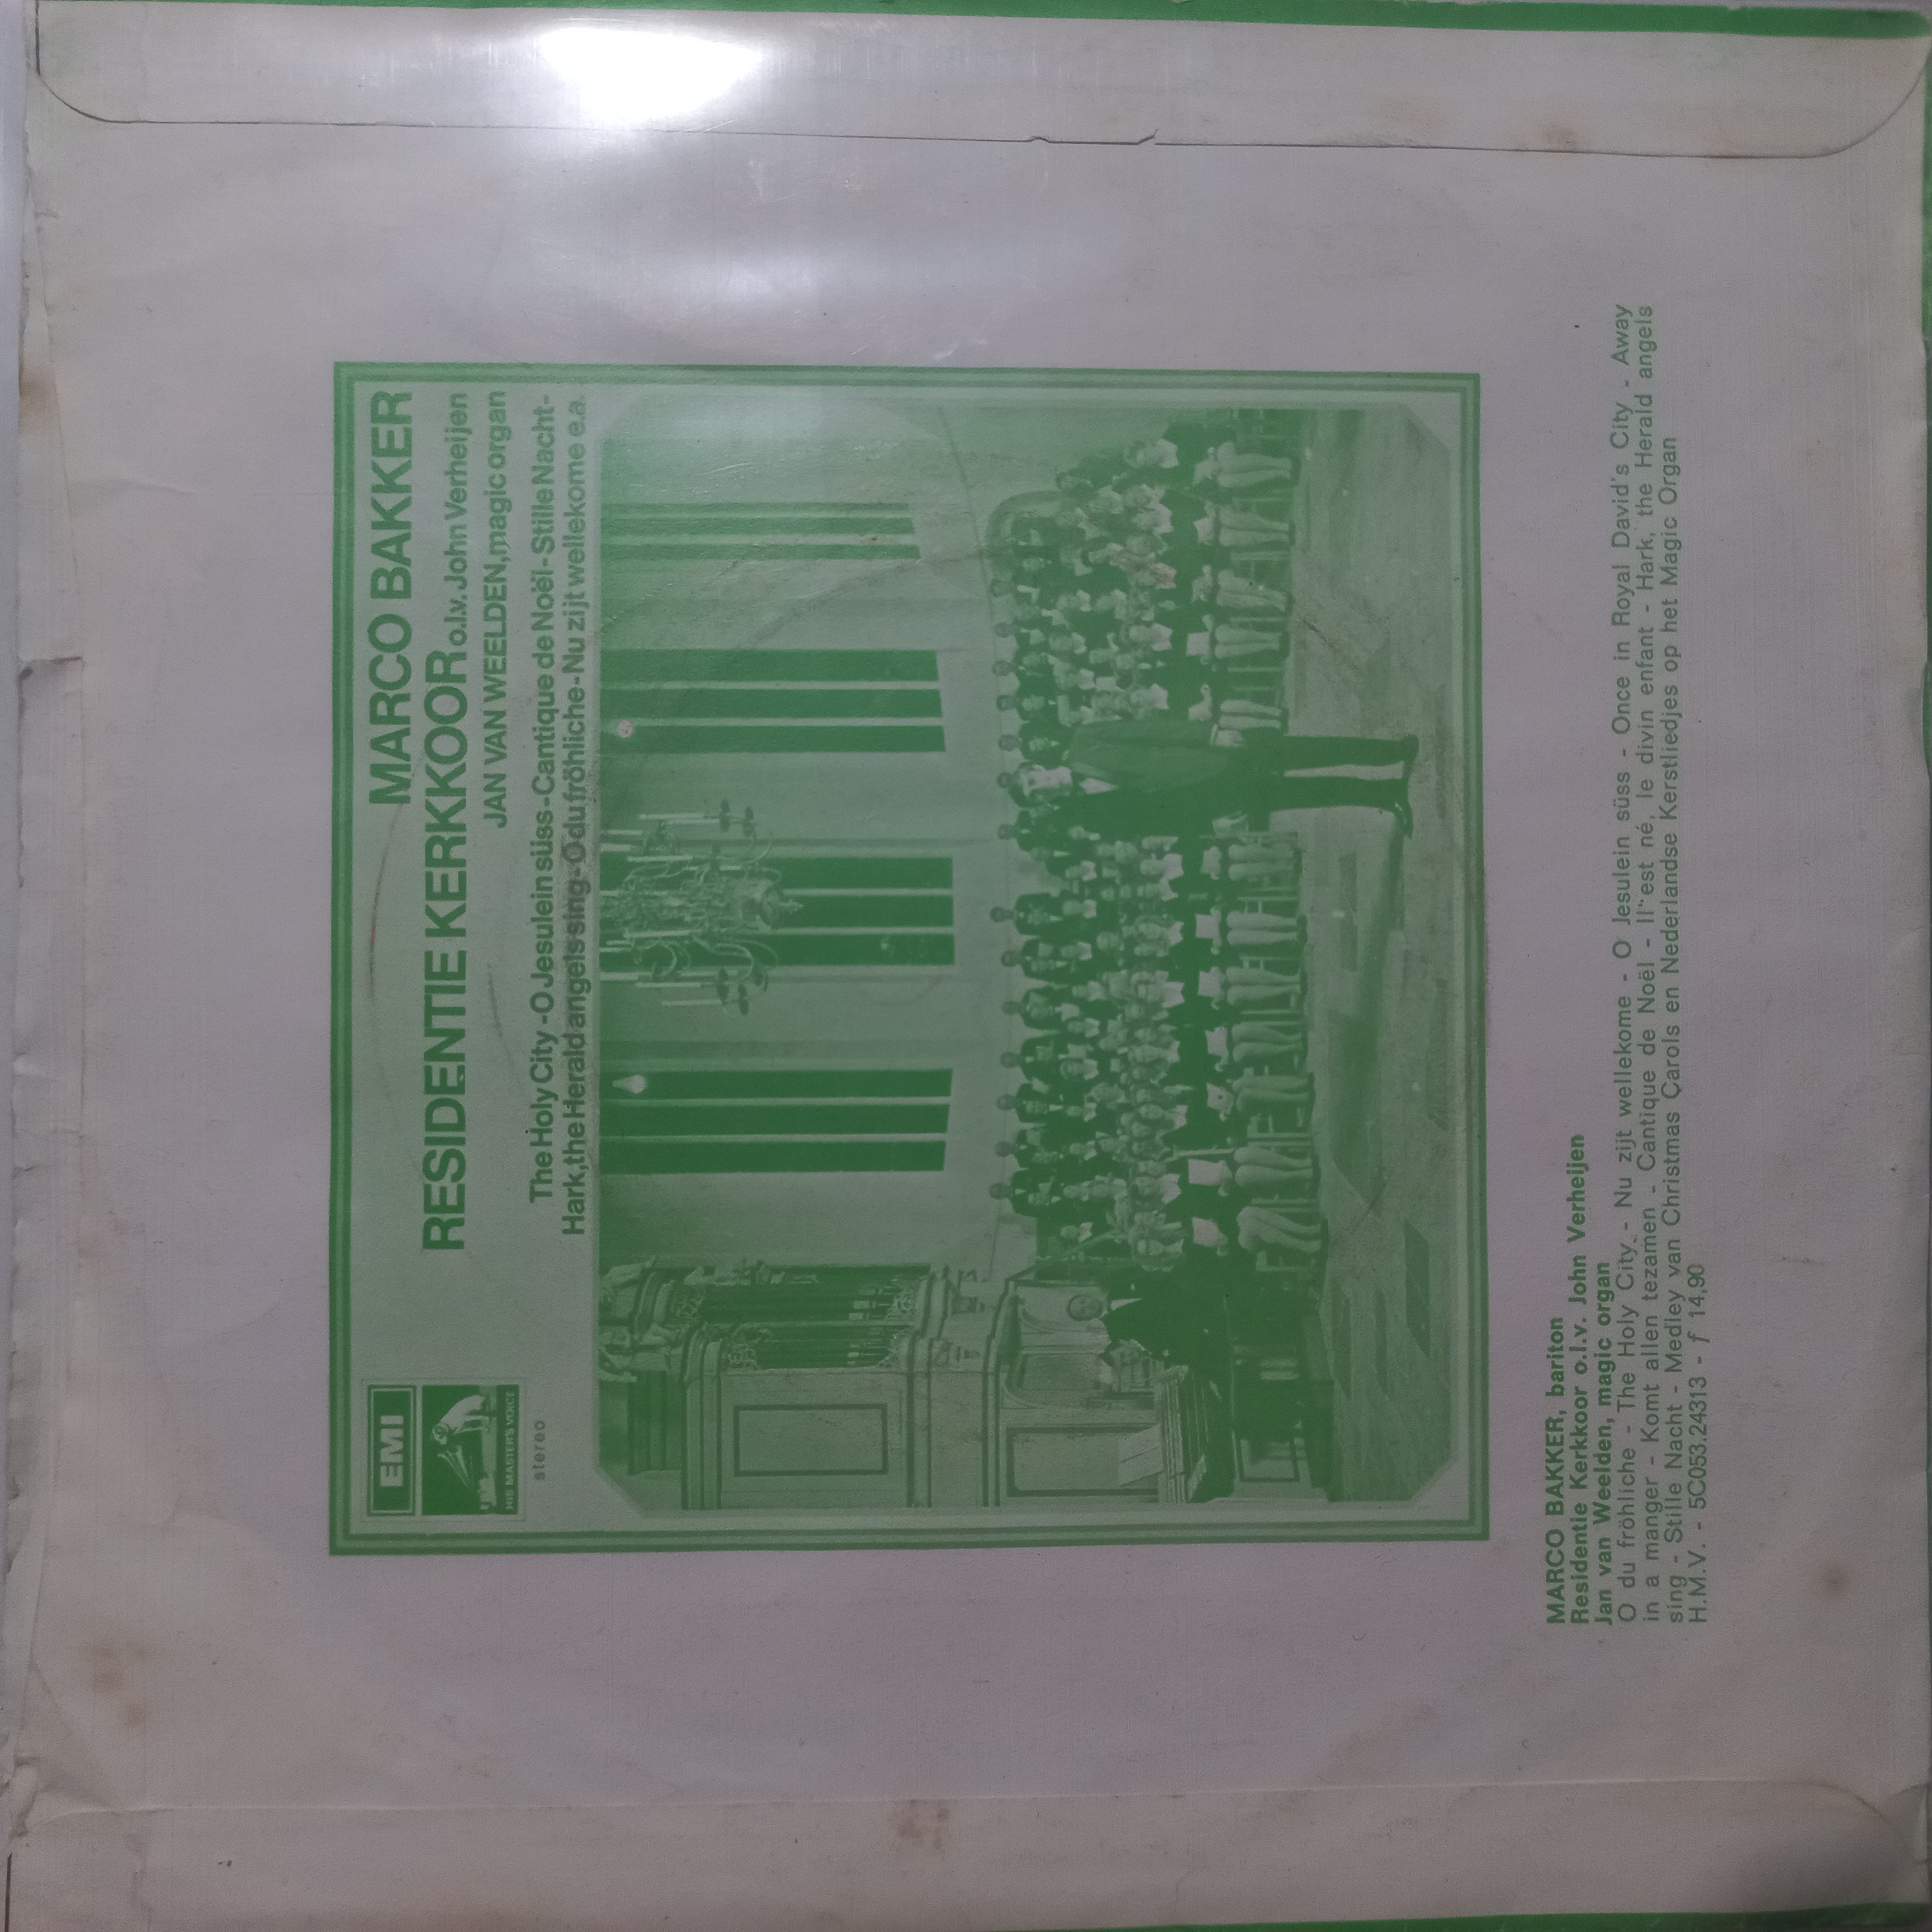 MARCO BAKKER
RESIDENTIE KERKKOOR o.l.v. John Verheijen
JAN VAN WEELDEN, magic organ
The Holy City - O Jesulein süss - Cantique de Noël - Stille Nacht -
Hark, the Herald angels sing - O du fröhliche - Nu zijt wellekome e.a.
EMI
HIS MASTER'S VOICE
stereo
MARCO BAKKER, bariton
Residentie Kerkkoor o.l.v. John Verheijen
Jan van Weelden, magic organ
O du fröhliche - The Holy City - Nu zijt wellekome - O Jesulein süss - Once in Royal David's City - Away
in a manger - Komt allen tezamen - Cantique de Noël - Il est né, le divin enfant - Hark, the Herald angels
sing - Stille Nacht - Medley van Christmas Carols en Nederlandse Kerstliedjes op het Magic Organ
H.M.V. - 5C053.24313 - f 14,90